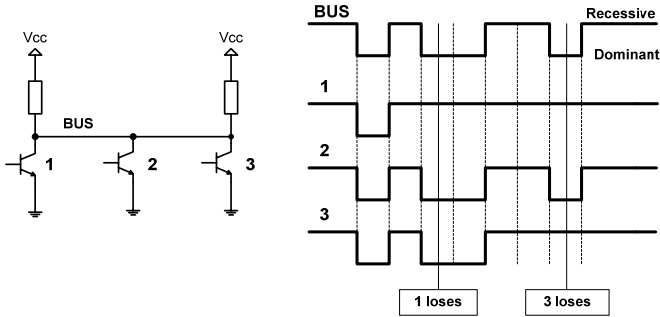 Vcc
Vcc
BUS
1
2
3
BUS
Recessive
Dominant
1
2
3
1 loses
3 loses